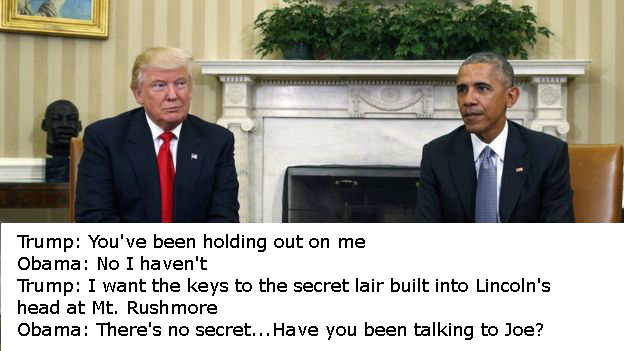 Trump: You've been holding out on me
Obama: No I haven't
Trump: I want the keys to the secret lair built into Lincoln's
head at Mt. Rushmore
Obama: There's no secret...Have you been talking to Joe?